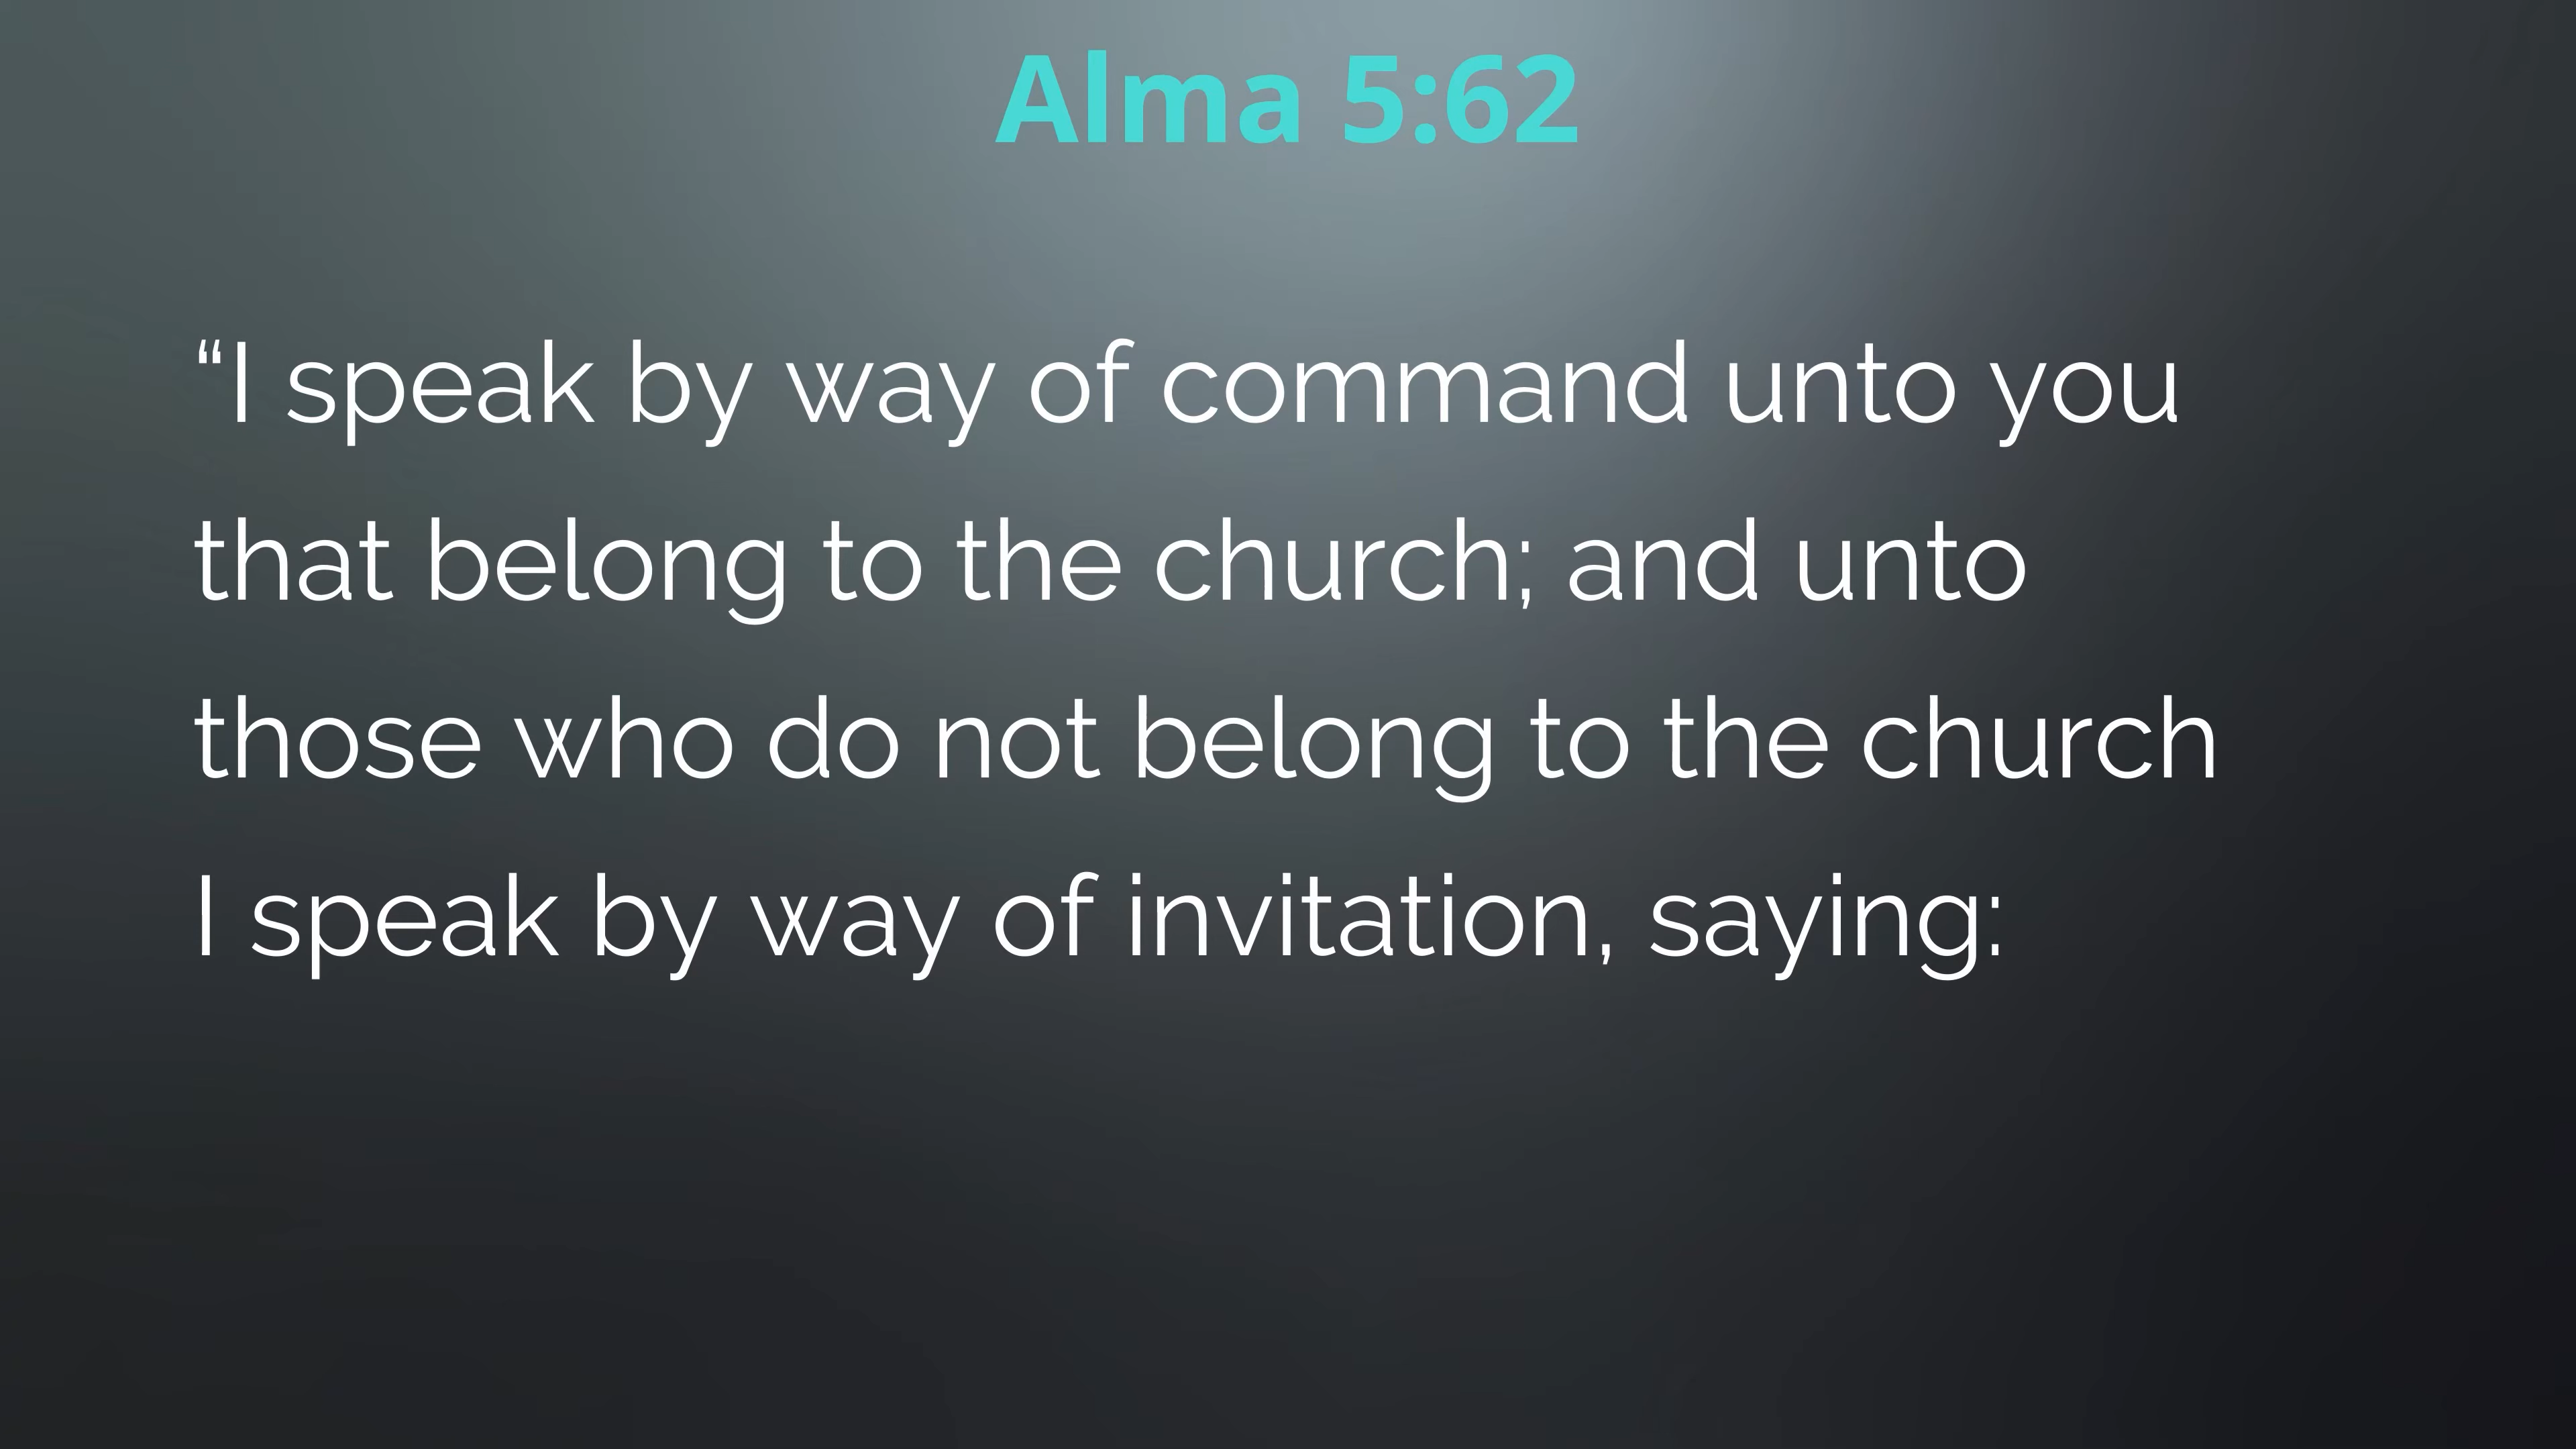 Alma 5:62
“I speak by way of command unto you
that belong to the church; and unto
those who do not belong to the church
I speak by way of invitation, saying: